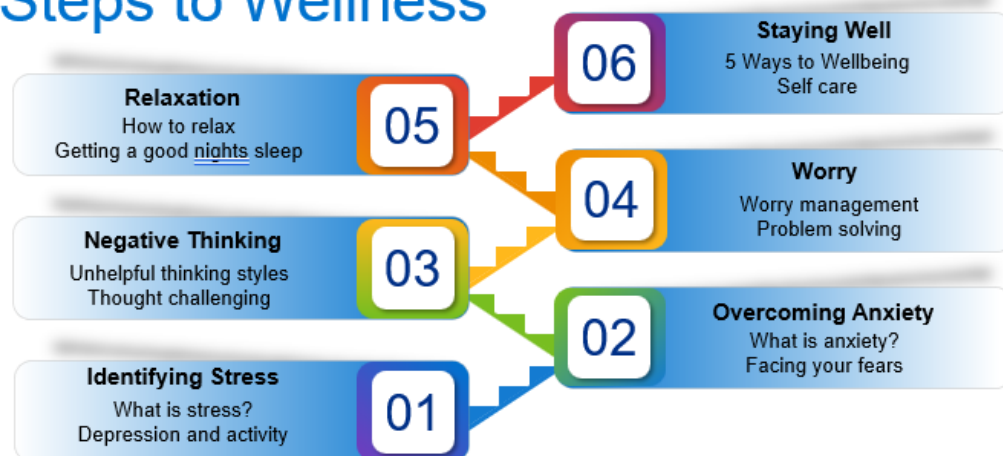 Steps to Wellness
06
Staying Well
5 Ways to Wellbeing
Self care
05
Relaxation
How to relax
Getting a good nights sleep
04
Worry
Worry management
Problem solving
03
Negative Thinking
Unhelpful thinking styles
Thought challenging
02
Overcoming Anxiety
What is anxiety?
Facing your fears
01
Identifying Stress
What is stress?
Depression and activity